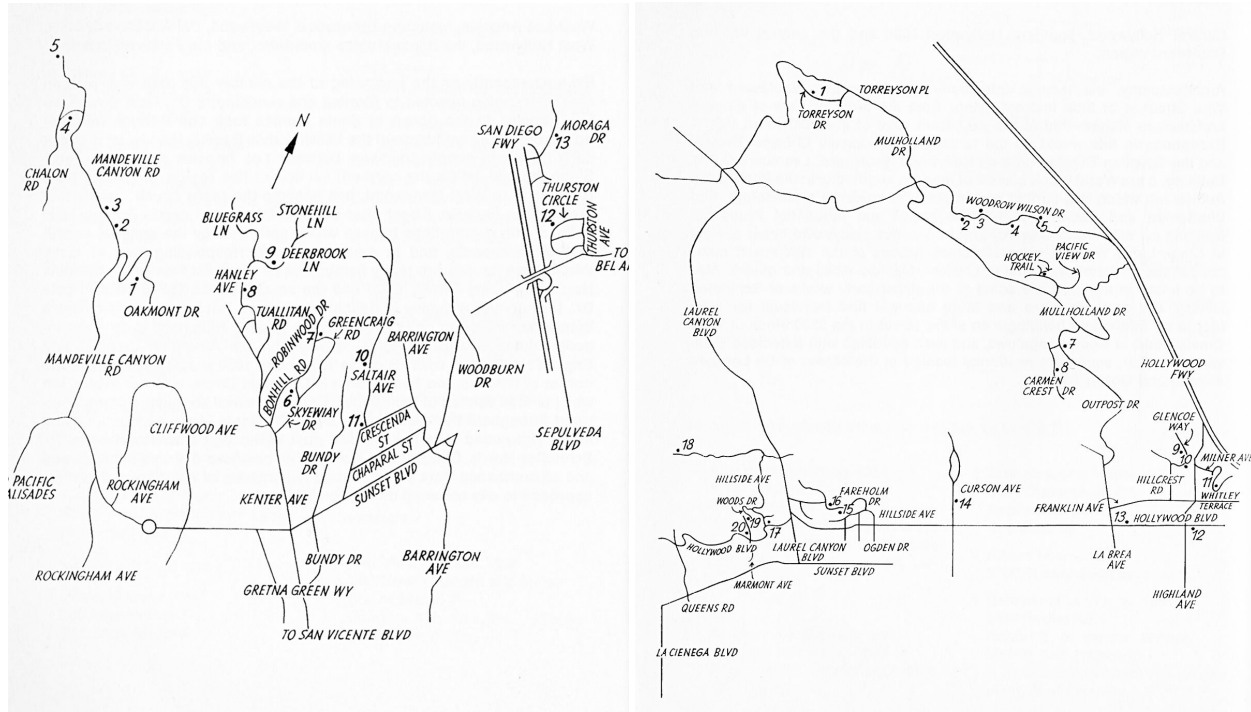 5
4
CHALON
RD
MANDEVILLE
CANYON RD
3
2
1
OAKMONT DR
MANDEVILLE CANYON
RD
PACIFIC
ALISADES
ROCKINGHAM
AVE
ROCKINGHAM AVE
CLIFFWOOD AVE
N
BLUEGRASS
LN
STONEHILL
LN
9
DEERBROOK
LN
HANLEY
AVE
8
TUALLITAN
RD
ROBINWOOD DR
GREENCRAIG
RD
7
BONHILL RD
6
SKYEWIAY
DR
10
SALTAIR
AVE
BARRINGTON
AVE
11
CRESCENDA
ST
CHAPARAL ST
SUNSET BLVD
BUNDY
DR
KENTER AVE
BUNDY DR
GRETNA GREEN WY
TO SAN VICENTE BLVD
BARRINGTON
AVE
WOODBURN
DR
SAN DIEGO
FWY
MORAGA
DR
13
THURSTON
CIRCLE
12
THURSTON
AVE
TO
BEL AI
SEPULVEDA
BLVD
1
TORREYSON PL
TORREYSON
DR
MULHOLLAND
DR
WOODROW WILSON DR
2
3
4
5
PACIFIC
VIEW DR
HOCKEY
TRAIL
MULLHOLLAND DR
LAUREL
CANYON
BLVD
7
8
CARMEN
CREST DR
OUTPOST DR
HOLLYWOOD
FWY
GLENCOE
WAY
9
10
MILNER AVE
11
HILLCREST
RD
WHITLEY
TERRACE
FRANKLIN AVE
13
HOLLYWOOD BLVD
12
LA BREA
AVE
HIGHLAND
AVE
18
HILLSIDE
AVE
WOODS DR
20
19
17
16
15
FAREHOLM
DR
HILLSIDE AVE
CURSON AVE
14
HOLLYWOOD BLVD
LAUREL CANYON
BLVD
OGDEN DR
SUNSET BLVD
MARMONT AVE
QUEENS RD
LA CIENEGA BLVD